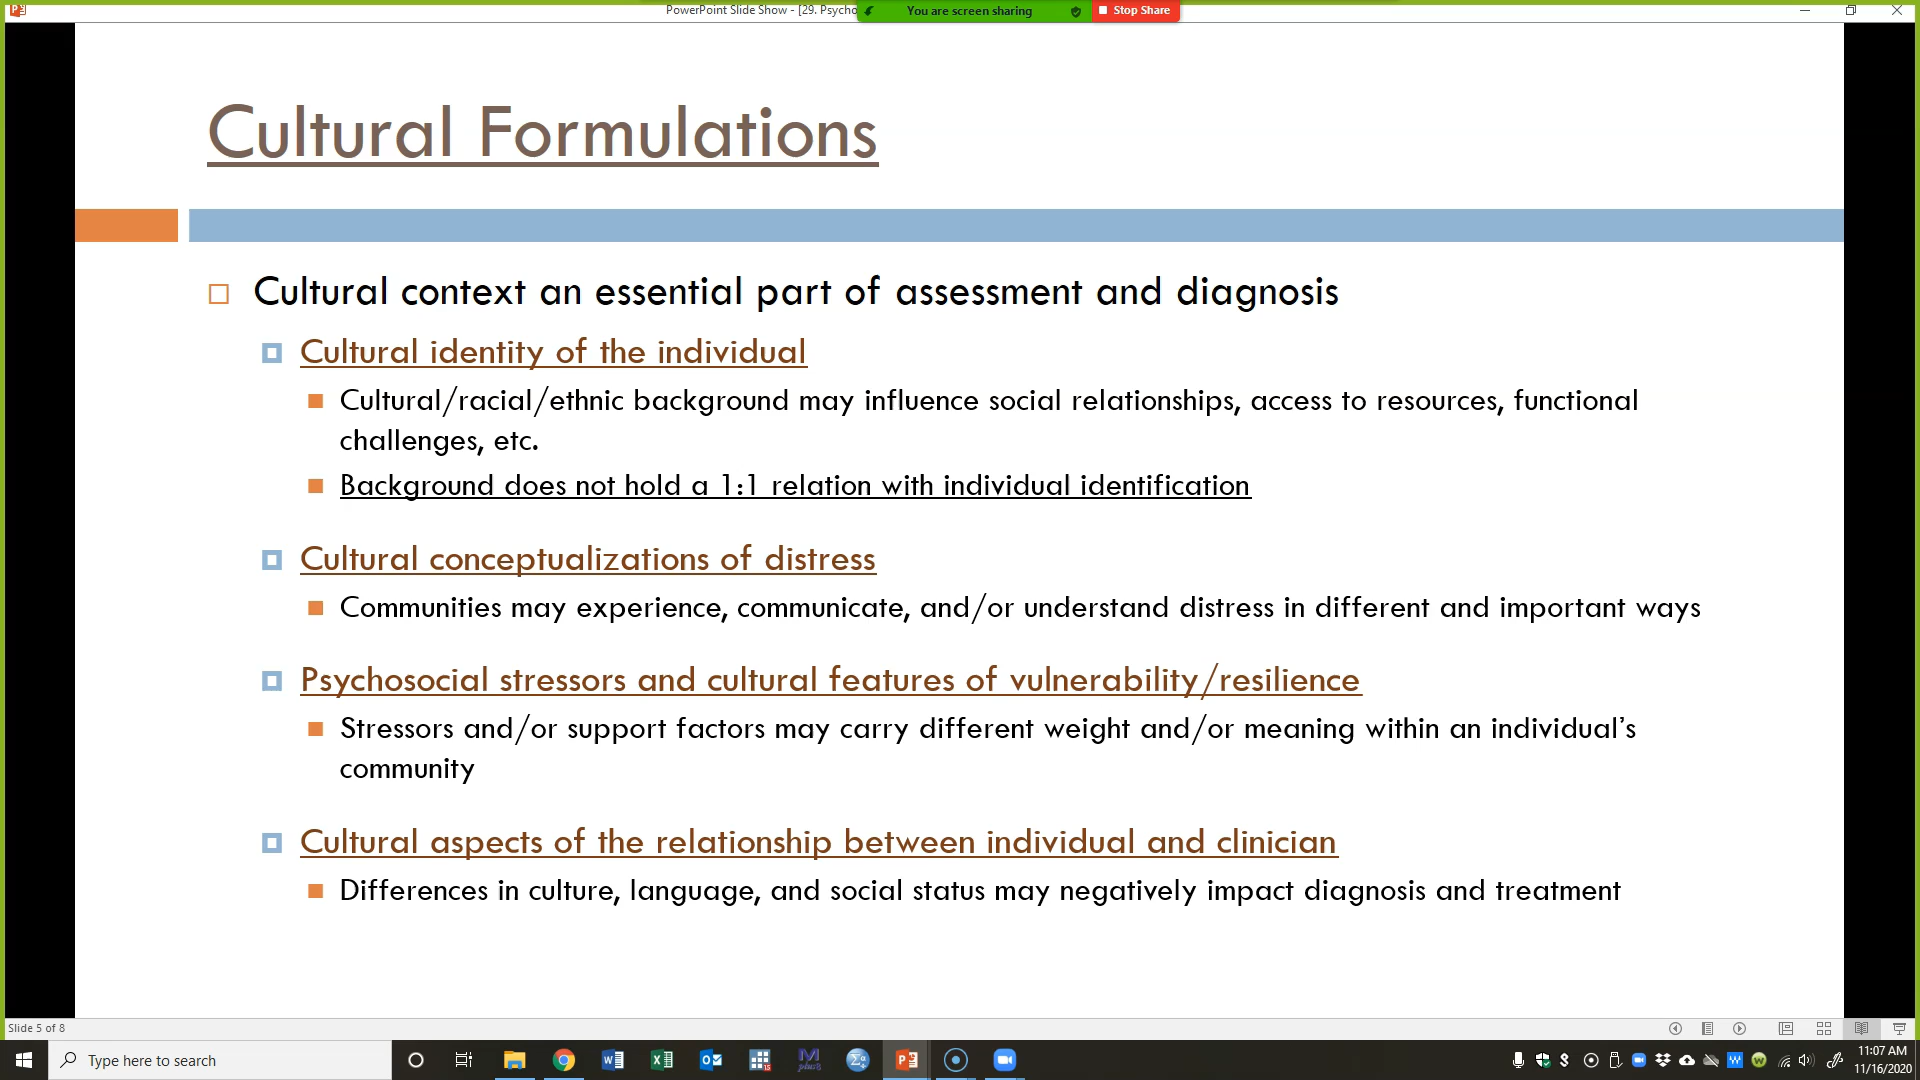 PowerPoint Slide Show - [29. Psycho
You are screen sharing
Stop Share
Cultural Formulations
Cultural context an essential part of assessment and diagnosis
Cultural identity of the individual
Cultural/racial/ethnic background may influence social relationships, access to resources, functional
challenges, etc.
Background does not hold a 1:1 relation with individual identification
Cultural conceptualizations of distress
Communities may experience, communicate, and/or understand distress in different and important ways
Psychosocial stressors and cultural features of vulnerability/resilience
Stressors and/or support factors may carry different weight and/or meaning within an individual’s
community
Cultural aspects of the relationship between individual and clinician
Differences in culture, language, and social status may negatively impact diagnosis and treatment
Slide 5 of 8
Type here to search
11:07 AM
11/16/2020